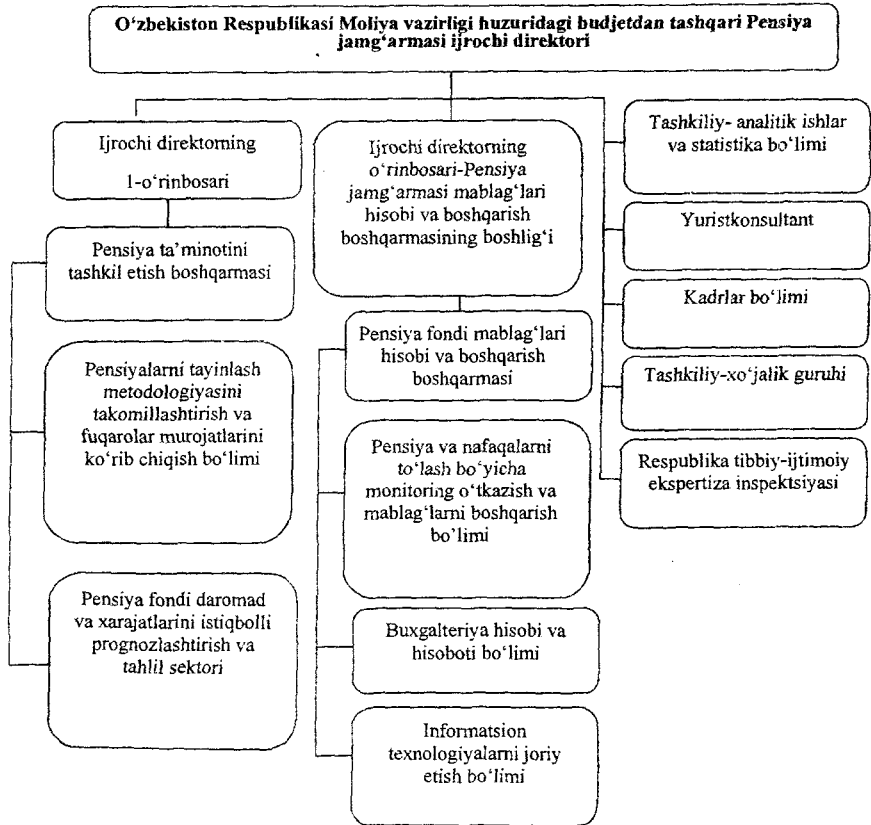 O‘zbekiston Respublikasi Moliya vazirligi huzuridagi budjetdan tashqari Pensiya
jamg‘armasi ijrochi direktori
Ijrochi direktorning
1-o‘rinbosari
Pensiya ta’minotini
tashkil etish boshqarmasi
Pensiyalarni tayinlash
metodologiyasini
takomillashtirish va
fuqarolar murojatlarini
ko‘rib chiqish bo‘limi
Pensiya fondi daromad
va xarajatlarini istiqbolli
prognozlashtirish va
tahlil sektori
Ijrochi direktorning
o‘rinbosari-Pensiya
jamg‘armasi mablag‘lari
hisobi va boshqarish
boshqarmasining boshlig‘i
Pensiya fondi mablag‘lari
hisobi va boshqarish
boshqarmasi
Pensiya va nafaqalarni
to‘lash bo‘yicha
monitoring o‘tkazish va
mablag‘larni boshqarish
bo‘limi
Buxgalteriya hisobi va
hisoboti bo‘limi
Informatsion
texnologiyalarni joriy
etish bo‘limi
Tashkiliy- analitik ishlar
va statistika bo‘limi
Yuristkonsultant
Kadrlar bo‘limi
Tashkiliy-xo‘jalik guruhi
Respublika tibbiy-ijtimoiy
ekspertiza inspektsiyasi